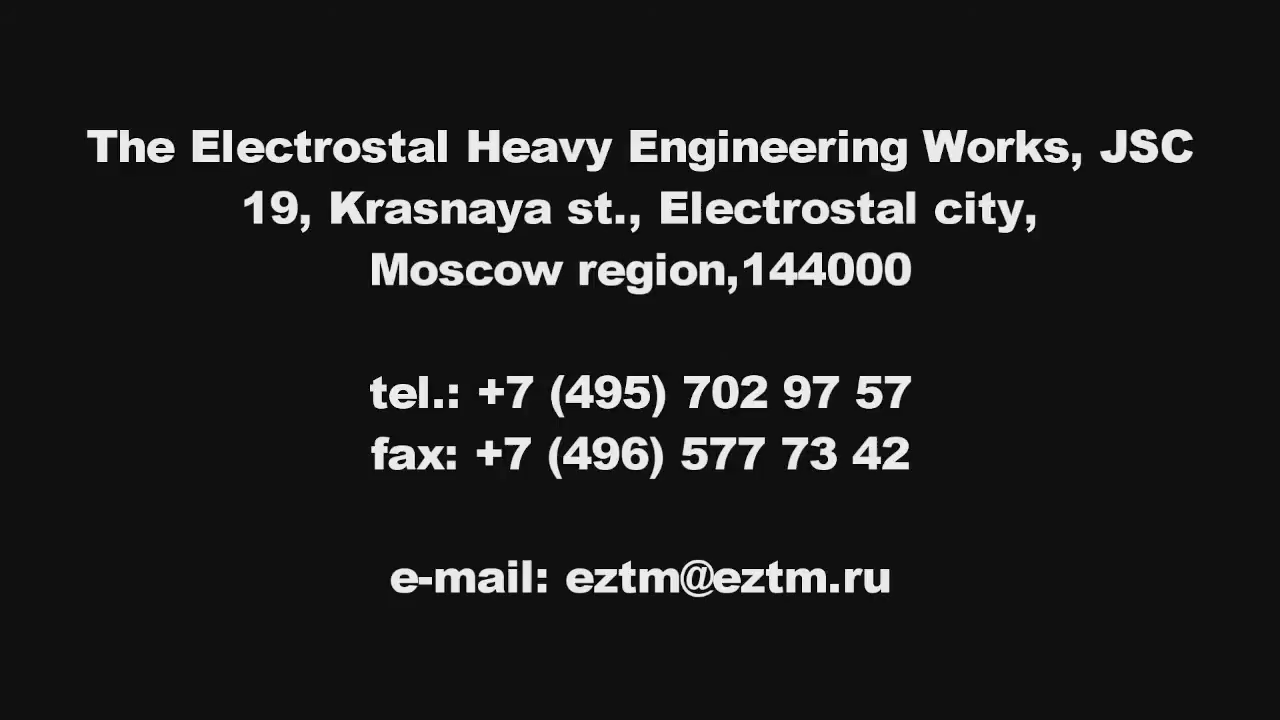 The Electrostal Heavy Engineering Works, JSC
19, Krasnaya st., Electrostal city,
Moscow region,144000
tel.: +7 (495) 702 97 57
fax: +7 (496) 577 73 42
e-mail: eztm@eztm.ru